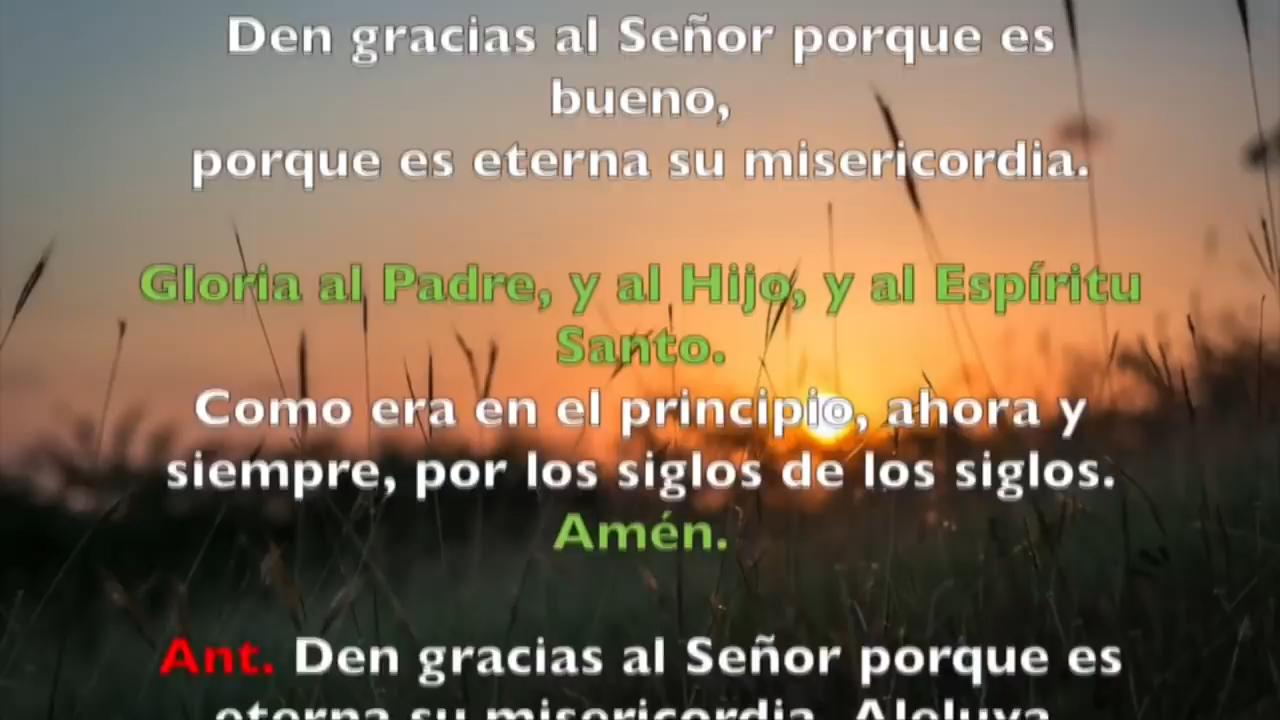 Den gracias al Señor porque es
bueno,
porque es eterna su misericordia.
Gloria al Padre, y al Hijo, y al Espíritu
Santo.
Como era en el principio, ahora y
siempre, por los siglos de los siglos.
Amén.
Ant. Den gracias al Señor porque es
eterna su misericordia. Aleluya